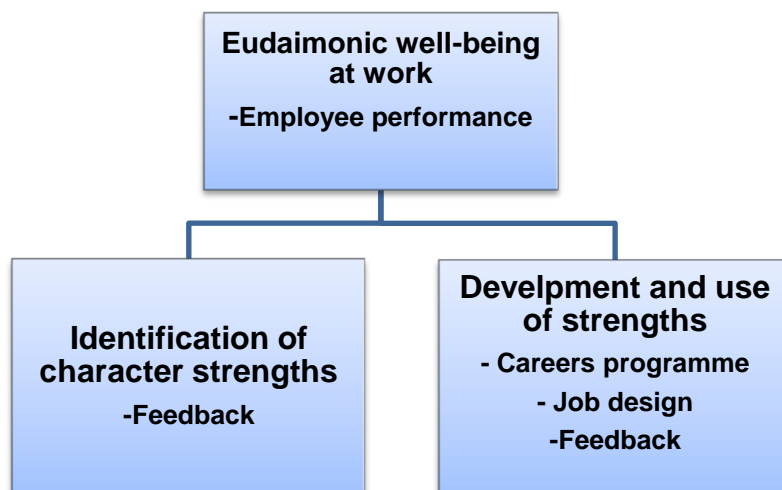 Eudaimonic well-being
at work
-Employee performance
Identification of
character strengths
-Feedback
Develpment and use
of strengths
- Careers programme
- Job design
-Feedback